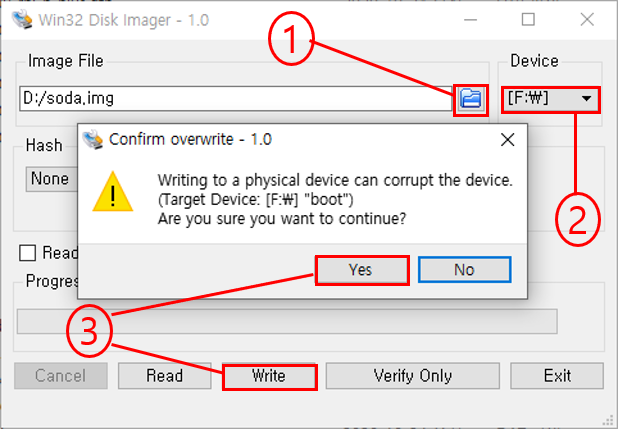 Win32 Disk Imager - 1.0
1
Image File
Device
D:/soda.img
[F:₩]
Hash
None
Confirm overwrite - 1.0
Writing to a physical device can corrupt the device.
(Target Device: [F:₩] "boot")
Are you sure you want to continue?
2
Yes
No
Read
Progres
3
Cancel
Read
Write
Verify Only
Exit